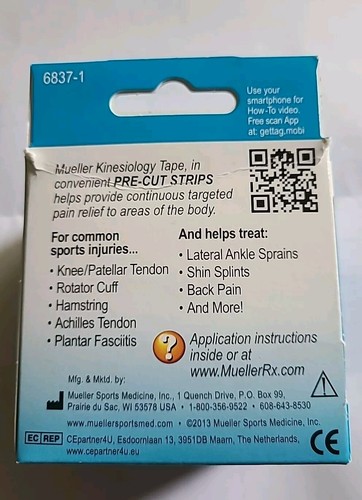 6837-1
Use your
smartphone for
How-To video.
Free scan App
at: gettag.mobi
Mueller Kinesiology Tape, in
convenient PRE-CUT STRIPS
helps provide continuous targeted
pain relief to areas of the body.
For common
sports injuries...
• Knee/Patellar Tendon
• Rotator Cuff
• Hamstring
• Achilles Tendon
• Plantar Fasciitis
And helps treat:
• Lateral Ankle Sprains
• Shin Splints
• Back Pain
• And More!
? Application instructions
inside or at
www.MuellerRx.com
Mfg. & Mktd. by:
Mueller Sports Medicine, Inc., 1 Quench Drive, P.O. Box 99,
Prairie du Sac, WI 53578 USA • 1-800-356-9522 • 608-643-8530
www.muellersportsmed.com • ©2013 Mueller Sports Medicine, Inc.
EC REP CEpartner4U, Esdoornlaan 13, 3951DB Maarn, The Netherlands,
www.cepartner4u.eu
CE